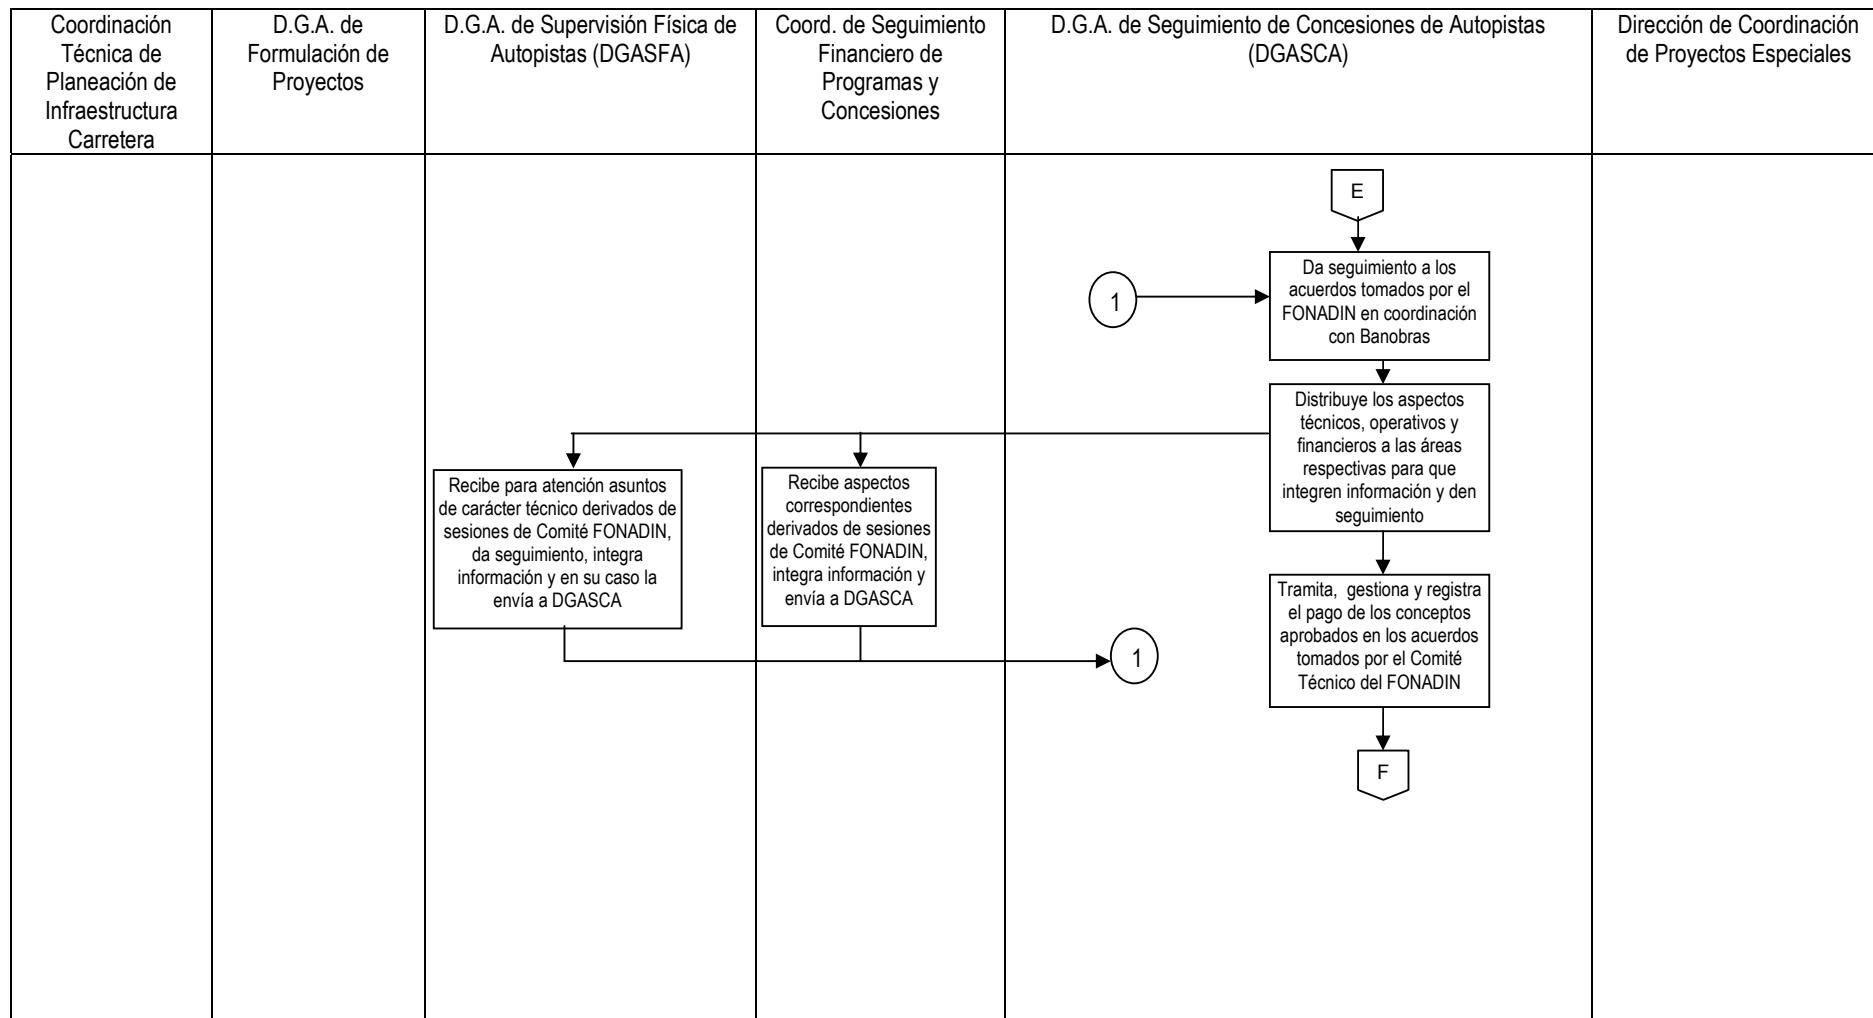 Coordinación
Técnica de
Planeación de
Infraestructura
Carretera
D.G.A. de
Formulación de
Proyectos
D.G.A. de Supervisión Física de
Autopistas (DGASFA)
Coord. de Seguimiento
Financiero de
Programas y
Concesiones
D.G.A. de Seguimiento de Concesiones de Autopistas
(DGASCA)
Dirección de Coordinación
de Proyectos Especiales
E
Da seguimiento a los
acuerdos tomados por el
FONADIN en coordinación
con Banobras
1
Distribuye los aspectos
técnicos, operativos y
financieros a las áreas
respectivas para que
integren información y den
seguimiento
Recibe para atención asuntos
de carácter técnico derivados de
sesiones de Comité FONADIN,
da seguimiento, integra
información y en su caso la
envía a DGASCA
Recibe aspectos
correspondientes
derivados de sesiones
de Comité FONADIN,
integra información y
envía a DGASCA
1
Tramita, gestiona y registra
el pago de los conceptos
aprobados en los acuerdos
tomados por el Comité
Técnico del FONADIN
F